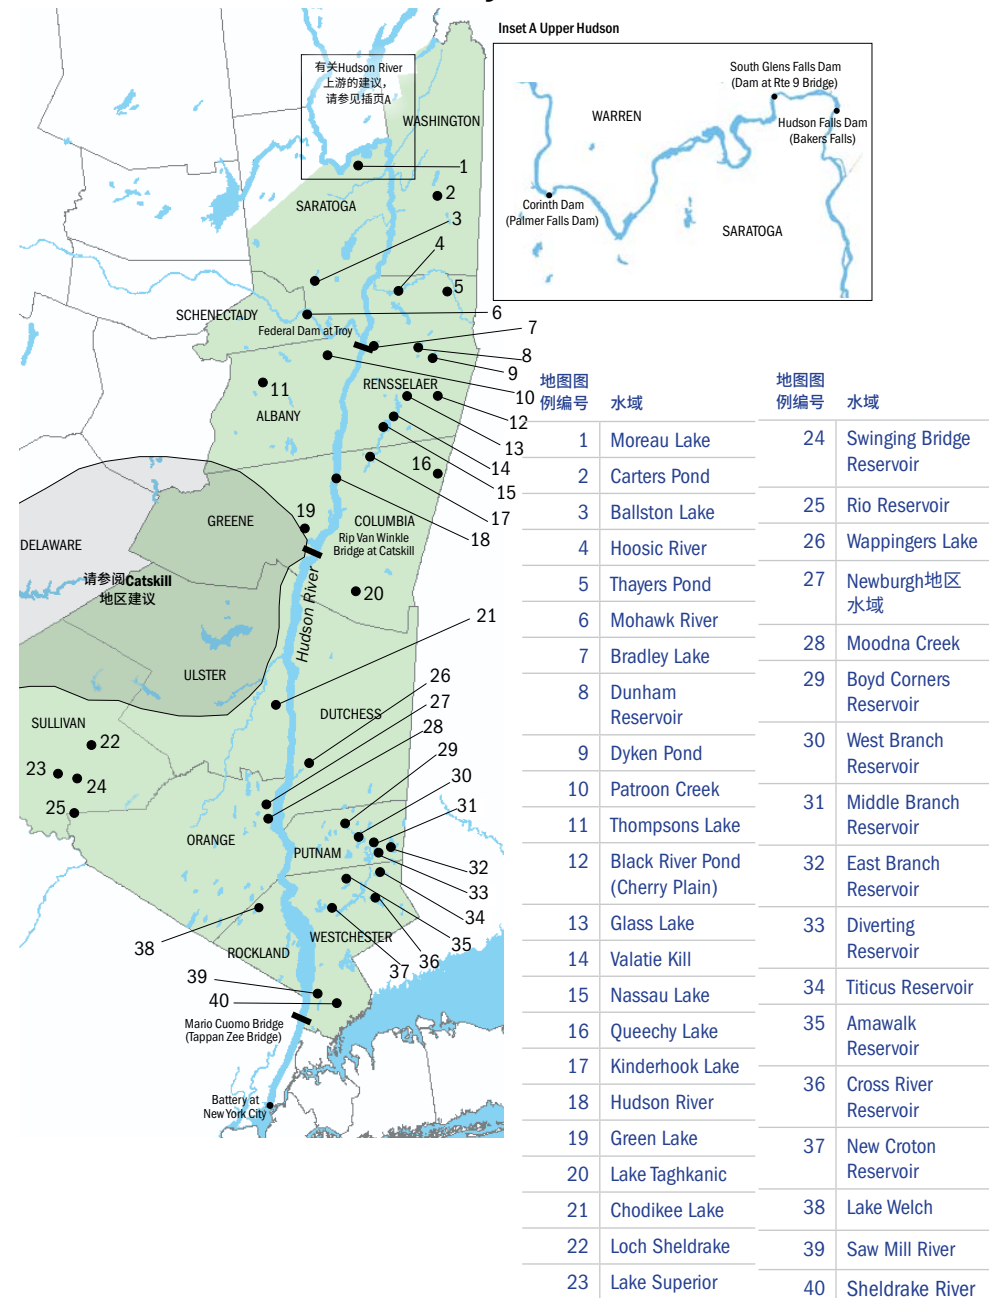 Inset A Upper Hudson
有关Hudson River
上游的建议，
请参见插页A
WASHINGTON
1
2
SARATOGA
3
4
5
SCHENECTADY
6
Federal Dam at Troy
7
8
9
RENSSELAER
10
11
ALBANY
12
13
14
15
16
17
18
GREENE
19
COLUMBIA
Rip Van Winkle
Bridge at Catskill
DELAWARE
请参阅Catskill
地区建议
Hudson River
20
21
ULSTER
26
27
SULLIVAN
DUTCHESS
28
22
29
23
24
30
25
31
ORANGE
PUTNAM
32
33
34
35
36
37
38
WESTCHESTER
ROCKLAND
39
40
Mario Cuomo Bridge
(Tappan Zee Bridge)
Battery at
New York City
South Glens Falls Dam
(Dam at Rte 9 Bridge)
WARREN
Hudson Falls Dam
(Bakers Falls)
Corinth Dam
(Palmer Falls Dam)
SARATOGA
地图图
例编号 水域
1 Moreau Lake
2 Carters Pond
3 Ballston Lake
4 Hoosic River
5 Thayers Pond
6 Mohawk River
7 Bradley Lake
8 Dunham
Reservoir
9 Dyken Pond
10 Patroon Creek
11 Thompsons Lake
12 Black River Pond
(Cherry Plain)
13 Glass Lake
14 Valatie Kill
15 Nassau Lake
16 Queechy Lake
17 Kinderhook Lake
18 Hudson River
19 Green Lake
20 Lake Taghkanic
21 Chodikee Lake
22 Loch Sheldrake
23 Lake Superior
地图图
例编号 水域
24 Swinging Bridge
Reservoir
25 Rio Reservoir
26 Wappingers Lake
27 Newburgh地区
水域
28 Moodna Creek
29 Boyd Corners
Reservoir
30 West Branch
Reservoir
31 Middle Branch
Reservoir
32 East Branch
Reservoir
33 Diverting
Reservoir
34 Titicus Reservoir
35 Amawalk
Reservoir
36 Cross River
Reservoir
37 New Croton
Reservoir
38 Lake Welch
39 Saw Mill River
40 Sheldrake River